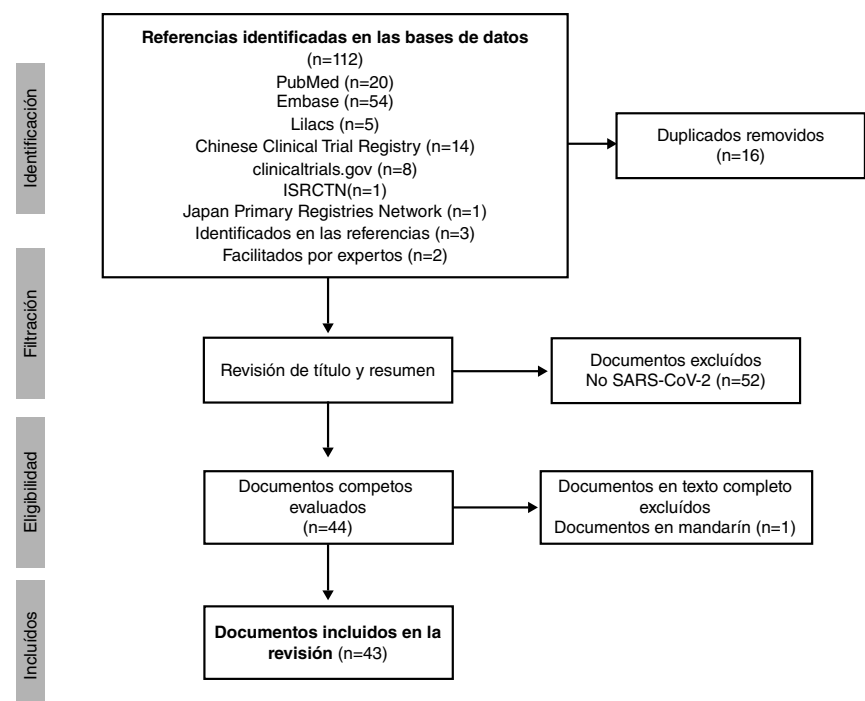 Identificación
Referencias identificadas en las bases de datos
(n=112)
PubMed (n=20)
Embase (n=54)
Lilacs (n=5)
Chinese Clinical Trial Registry (n=14)
clinicaltrials.gov (n=8)
ISRCTN(n=1)
Japan Primary Registries Network (n=1)
Identificados en las referencias (n=3)
Facilitados por expertos (n=2)
Duplicados removidos
(n=16)
Filtración
Revisión de título y resumen
Documentos excluídos
No SARS-CoV-2 (n=52)
Eligibilidad
Documentos competos
evaluados
(n=44)
Documentos en texto completo
excluídos
Documentos en mandarín (n=1)
Incluídos
Documentos incluidos en la
revisión (n=43)